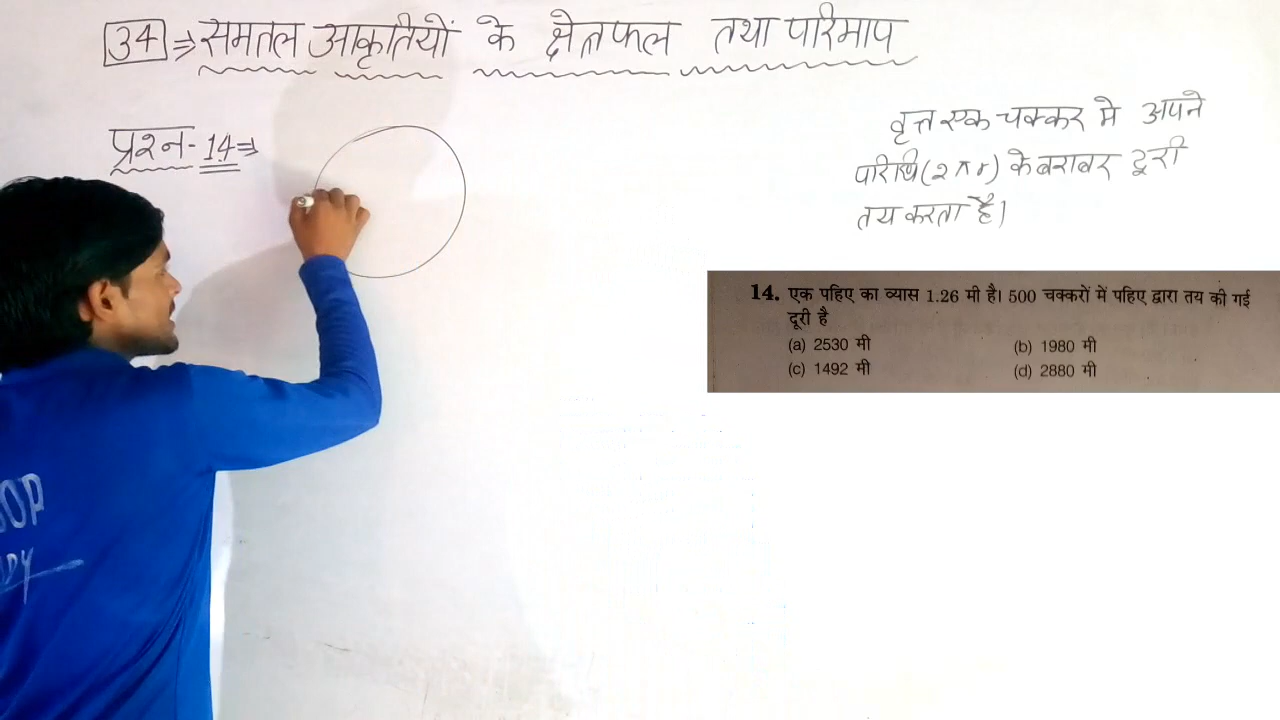 34 ⇒ समतल आकृतियों के क्षेत्रफल तथा परिमाप
प्रश्न-14⇒
वृत्त एक चक्कर मे अपने
परिधि(2πr) के बराबर दूरी
तय करता है।
14. एक पहिए का व्यास 1.26 मी है। 500 चक्करों में पहिए द्वारा तय की गई
दूरी है
(a) 2530 मी (b) 1980 मी
(c) 1492 मी (d) 2880 मी